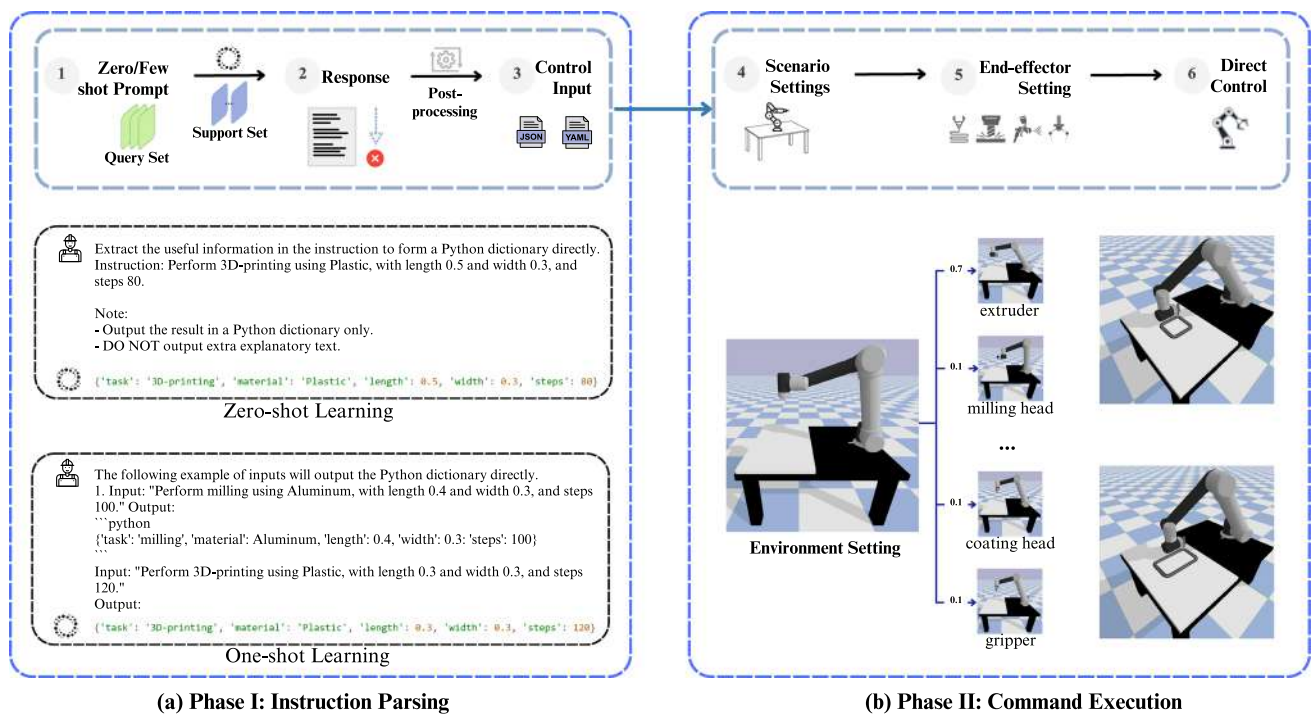 1
Zero/Few
shot Prompt
Query Set
...
Support Set
2
Response
Post-
processing
3
Control
Input
JSON
YAML
4
Scenario
Settings
5
End-effector
Setting
6
Direct
Control
Extract the useful information in the instruction to form a Python dictionary directly.
Instruction: Perform 3D-printing using Plastic, with length 0.5 and width 0.3, and
steps 80.
Note:
- Output the result in a Python dictionary only.
- DO NOT output extra explanatory text.
{'task': '3D-printing', 'material': 'Plastic', 'length': 0.5, 'width': 0.3, 'steps': 80}
Zero-shot Learning
The following example of inputs will output the Python dictionary directly.
1. Input: "Perform milling using Aluminum, with length 0.4 and width 0.3, and steps
100." Output:
```python
{'task': 'milling', 'material': Aluminum, 'length': 0.4, 'width': 0.3: 'steps': 100}
```
Input: "Perform 3D-printing using Plastic, with length 0.3 and width 0.3, and steps
120."
Output:
{'task': '3D-printing', 'material': 'Plastic', 'length': 0.3, 'width': 0.3, 'steps': 120}
One-shot Learning
Environment Setting
0.7
extruder
0.1
milling head
...
0.1
coating head
0.1
gripper
(a) Phase I: Instruction Parsing
(b) Phase II: Command Execution